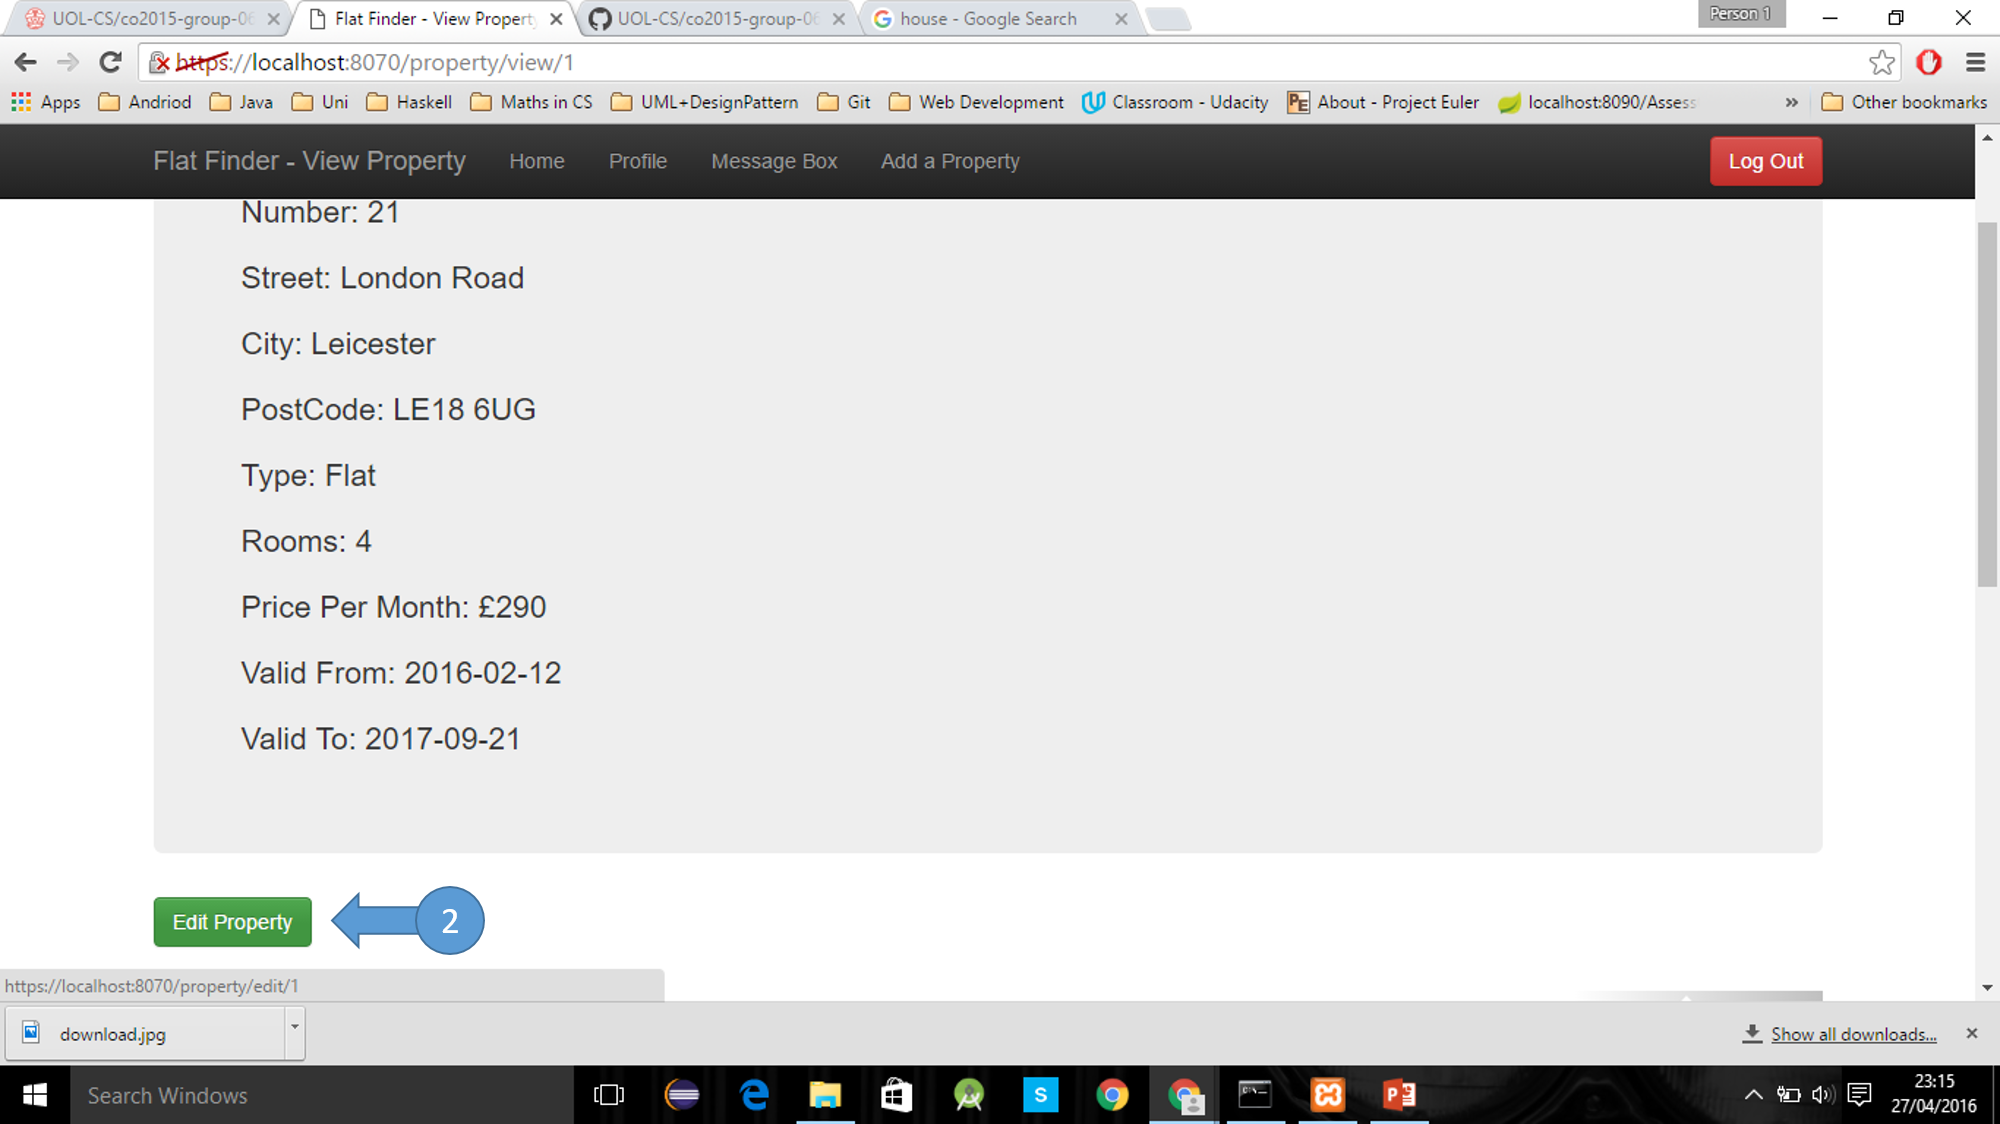 UOL-CS/co2015-group-06
Flat Finder - View Propert
UOL-CS/co2015-group-06
house - Google Search
Person 1
https://localhost:8070/property/view/1
Apps
Andriod
Java
Uni
Haskell
Maths in CS
UML+DesignPattern
Git
Web Development
Classroom - Udacity
PE
About - Project Euler
localhost:8090/Assess
»
Other bookmarks
Flat Finder - View Property
Home
Profile
Message Box
Add a Property
Log Out
Number: 21
Street: London Road
City: Leicester
PostCode: LE18 6UG
Type: Flat
Rooms: 4
Price Per Month: £290
Valid From: 2016-02-12
Valid To: 2017-09-21
Edit Property
2
https://localhost:8070/property/edit/1
download.jpg
Show all downloads...
Search Windows
23:15
27/04/2016